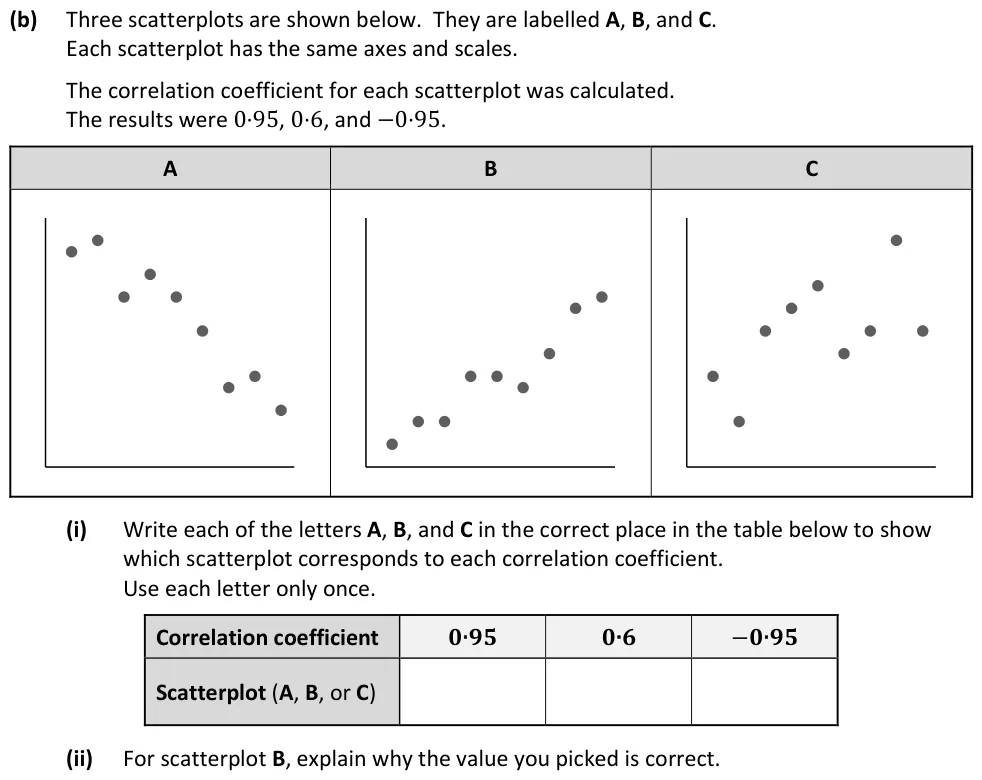 (b) Three scatterplots are shown below. They are labelled A, B, and C.
Each scatterplot has the same axes and scales.
The correlation coefficient for each scatterplot was calculated.
The results were 0·95, 0·6, and −0·95.
A B C
(i) Write each of the letters A, B, and C in the correct place in the table below to show
which scatterplot corresponds to each correlation coefficient.
Use each letter only once.
Correlation coefficient 0·95 0·6 −0·95
Scatterplot (A, B, or C)
(ii) For scatterplot B, explain why the value you picked is correct.